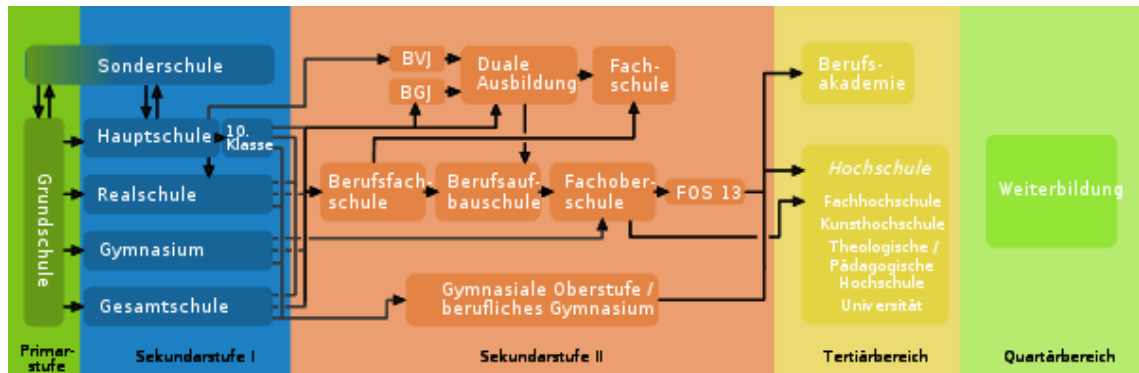 Sonderschule
Grundschule
Hauptschule
10.
Klasse
Realschule
Gymnasium
Gesamtschule
BVJ
BGJ
Duale
Ausbildung
Fach-
schule
Berufsfach-
schule
Berufsauf-
bauschule
Fachober-
schule
FOS 13
Gymnasiale Oberstufe /
berufliches Gymnasium
Berufs-
akademie
Hochschule
Fachhochschule
Kunsthochschule
Theologische /
Pädagogische
Hochschule
Universität
Weiterbildung
Primar-
stufe
Sekundarstufe I
Sekundarstufe II
Tertiärbereich
Quartärbereich